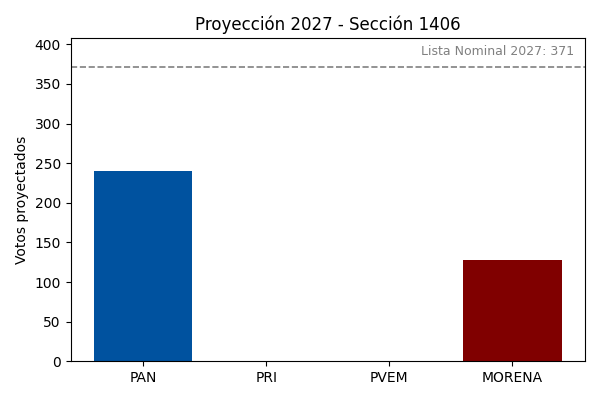 Proyección 2027 - Sección 1406
Lista Nominal 2027: 371
Votos proyectados
400
350
300
250
200
150
100
50
0
PAN
PRI
PVEM
MORENA